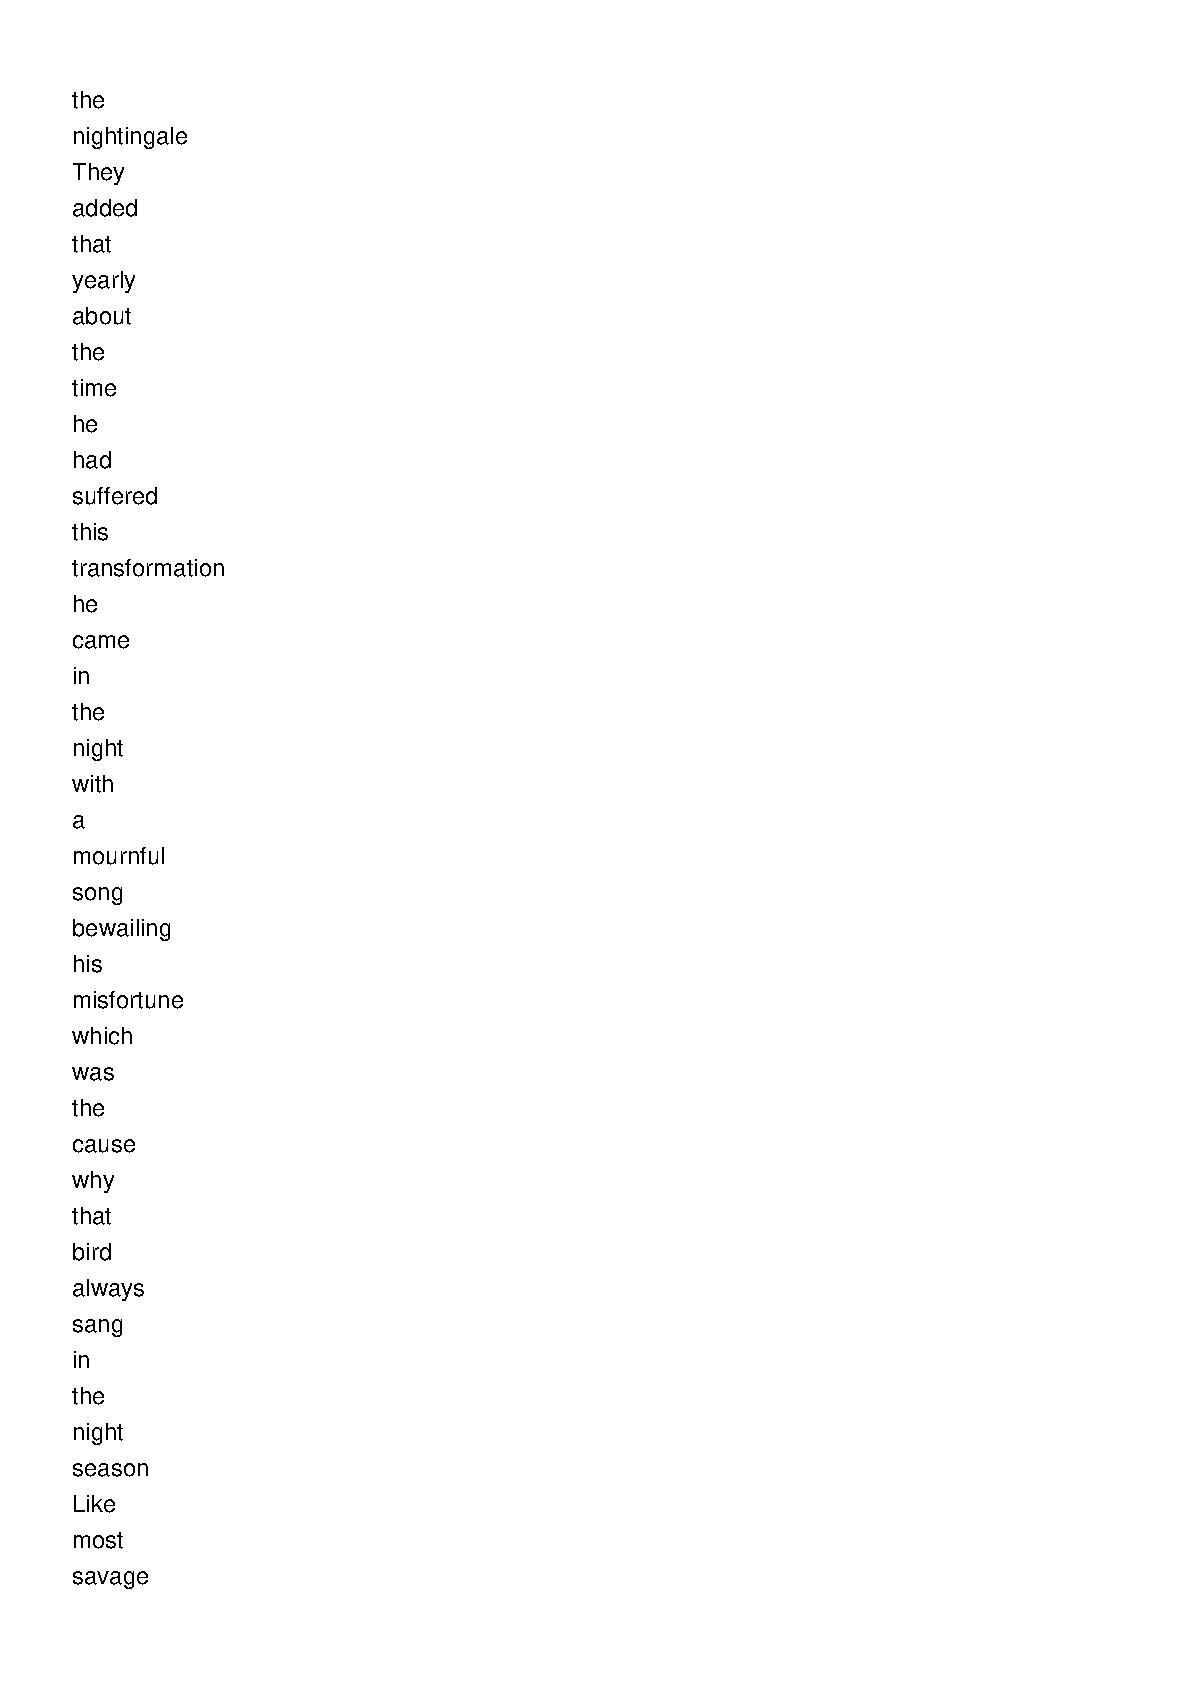 the
nightingale
They
added
that
yearly
about
the
time
he
had
suffered
this
transformation
he
came
in
the
night
with
a
mournful
song
bewailing
his
misfortune
which
was
the
cause
why
that
bird
always
sang
in
the
night
season
Like
most
savage